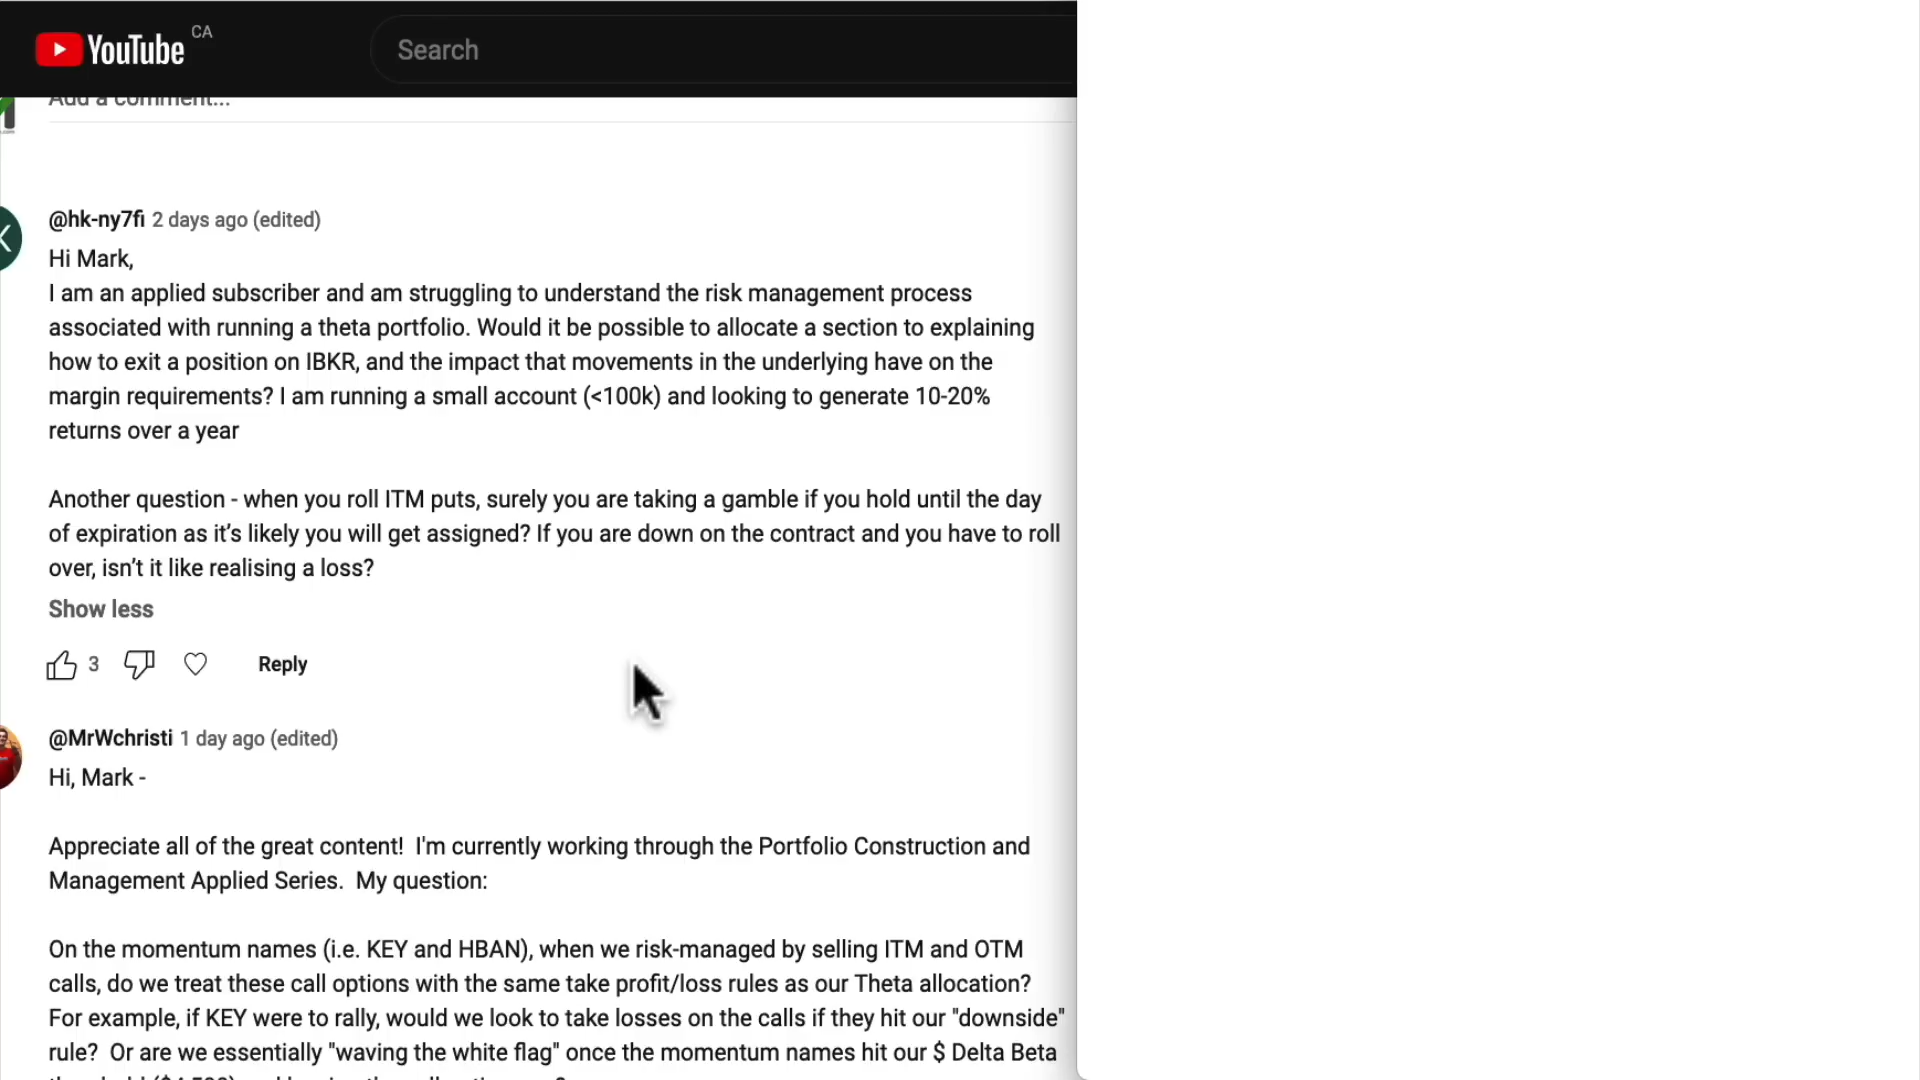 YouTube CA
Search
Add a comment...
@hk-ny7fi 2 days ago (edited)
Hi Mark,
I am an applied subscriber and am struggling to understand the risk management process
associated with running a theta portfolio. Would it be possible to allocate a section to explaining
how to exit a position on IBKR, and the impact that movements in the underlying have on the
margin requirements? I am running a small account (<100k) and looking to generate 10-20%
returns over a year
Another question - when you roll ITM puts, surely you are taking a gamble if you hold until the day
of expiration as it’s likely you will get assigned? If you are down on the contract and you have to roll
over, isn’t it like realising a loss?
Show less
3
Reply
@MrWchristi 1 day ago (edited)
Hi, Mark -
Appreciate all of the great content!  I'm currently working through the Portfolio Construction and
Management Applied Series.  My question:
On the momentum names (i.e. KEY and HBAN), when we risk-managed by selling ITM and OTM
calls, do we treat these call options with the same take profit/loss rules as our Theta allocation?
For example, if KEY were to rally, would we look to take losses on the calls if they hit our "downside"
rule?  Or are we essentially "waving the white flag" once the momentum names hit our $ Delta Beta